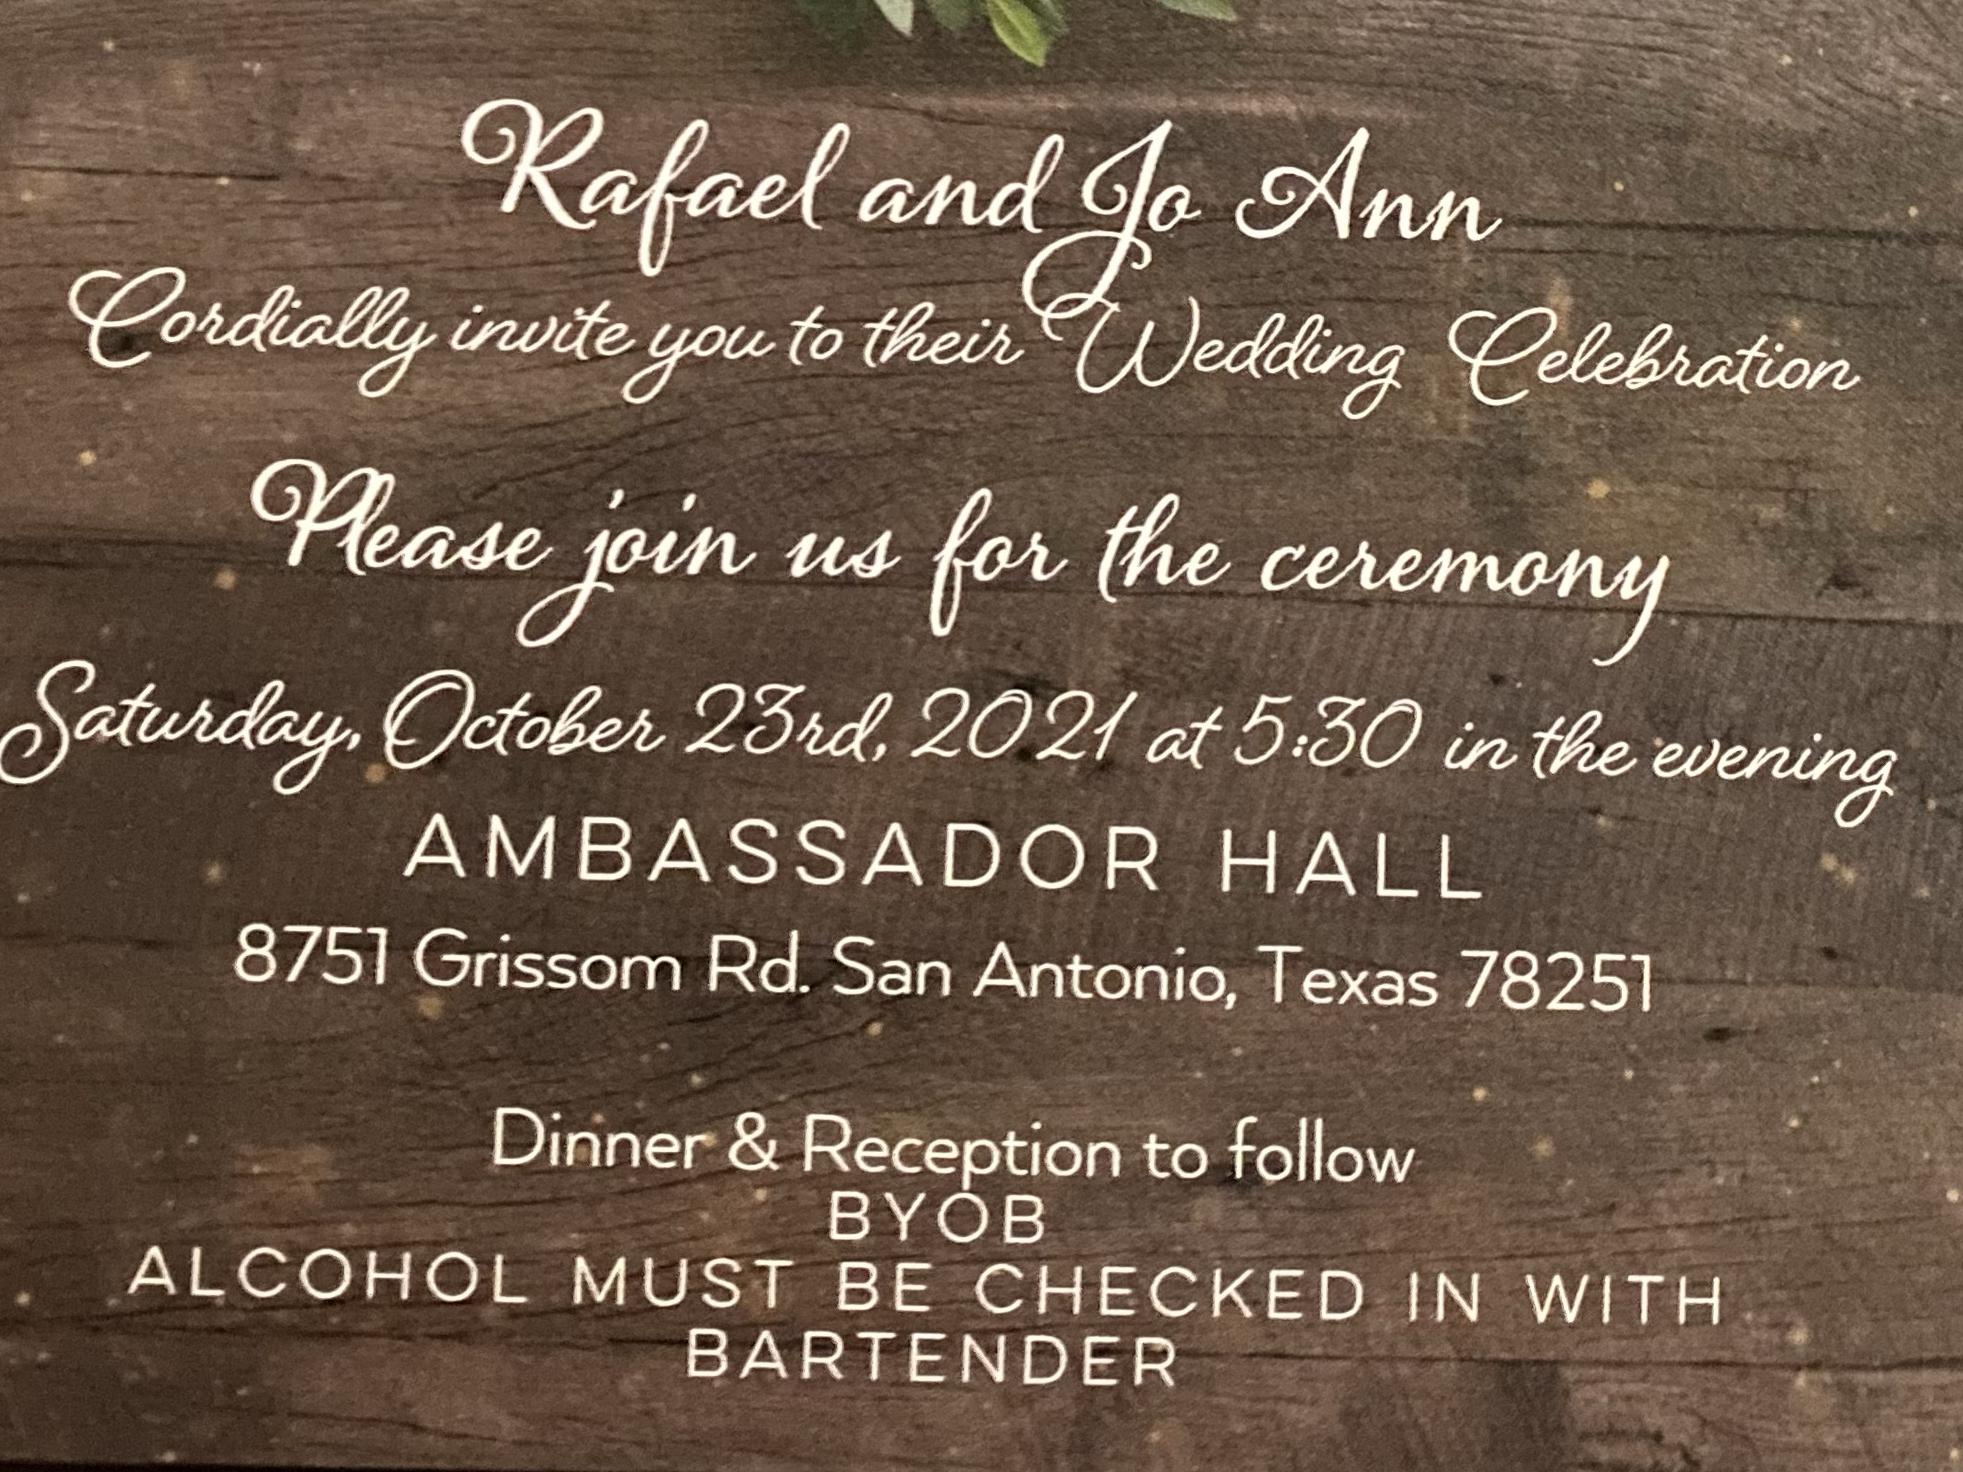 Rafael and Jo Ann
Cordially invite you to their Wedding Celebration
Please join us for the ceremony
Saturday, October 23rd, 2021 at 5:30 in the evening
AMBASSADOR HALL
8751 Grissom Rd. San Antonio, Texas 78251
Dinner & Reception to follow
BYOB
ALCOHOL MUST BE CHECKED IN WITH
BARTENDER